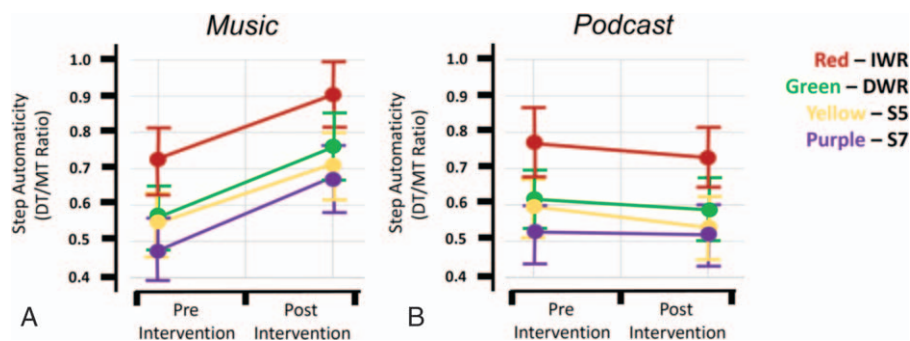 Music
Podcast
Step Automaticity
(DT/MT Ratio)
1.0
0.9
0.8
0.7
0.6
0.5
0.4
Pre
Intervention
Post
Intervention
A
Step Automaticity
(DT/MT Ratio)
1.0
0.9
0.8
0.7
0.6
0.5
0.4
Pre
Intervention
Post
Intervention
B
Red – IWR
Green – DWR
Yellow – S5
Purple – S7